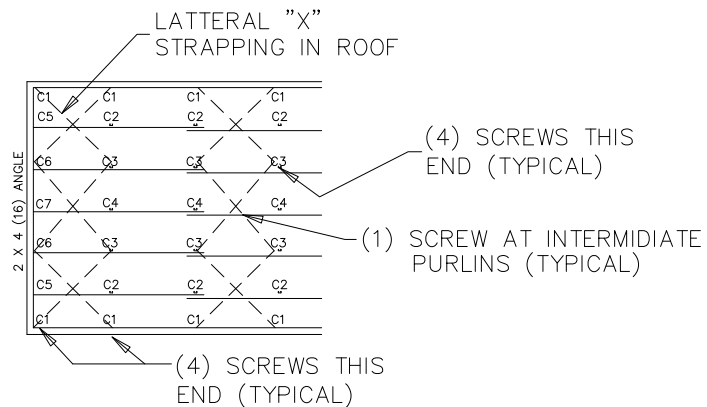 LATTERAL "X"
STRAPPING IN ROOF
C1 C1 C1 C1
C5 C2 C2 C2
(4) SCREWS THIS
END (TYPICAL)
C6 C3 C3 C3
2 X 4 (16) ANGLE
C7 C4 C4 C4
(1) SCREW AT INTERMIDIATE
PURLINS (TYPICAL)
C6 C3 C3 C3
C5 C2 C2 C2
C1 C1 C1 C1
(4) SCREWS THIS
END (TYPICAL)